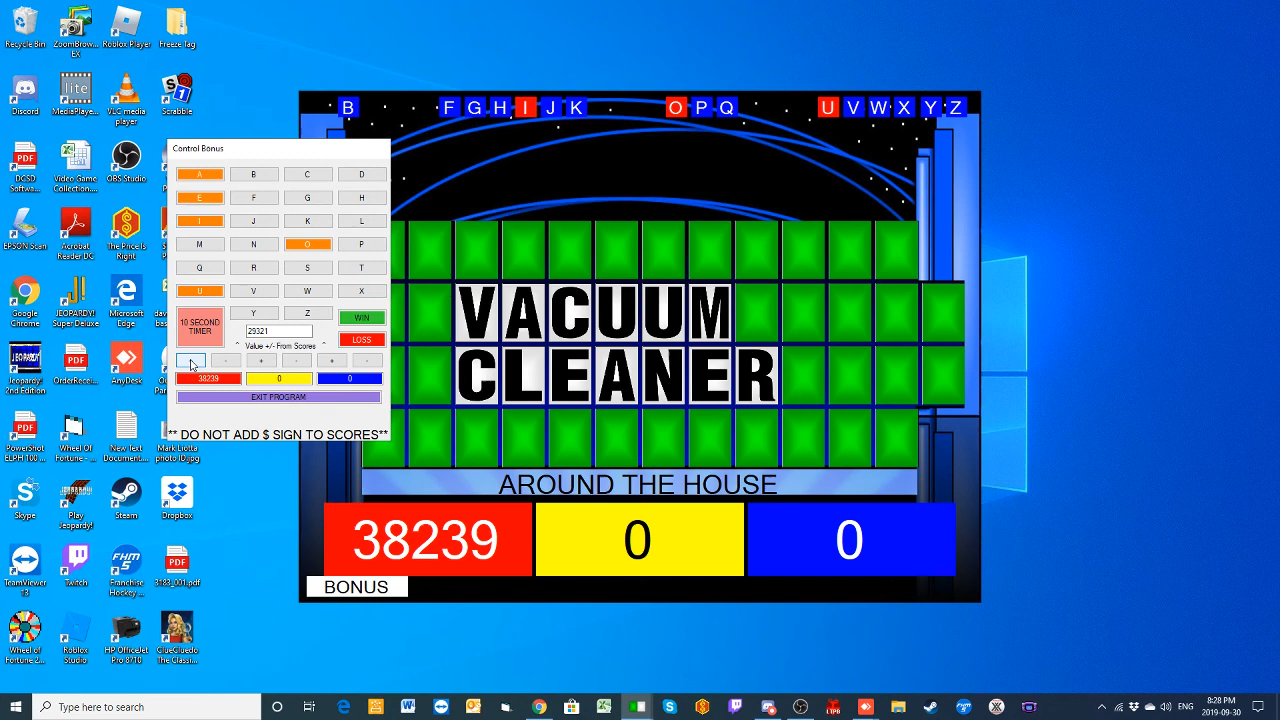 Recycle Bin
ZoomBrow...
EX
Roblox Player
Freeze Tag
Discord
MediaPlaye...
VLC media
player
Scrabble
DCSD
Softwa...
Video Game
Collection....
OBS Studio
EPSON Scan
Acrobat
Reader DC
The Price Is
Right
Google
Chrome
JEOPARDY!
Super Deluxe
Microsoft
Edge
Jeopardy:
2nd Edition
OrderRecei...
AnyDesk
PowerShot
ELPH 100 ...
Wheel Of
Fortune - ...
New Text
Document...
Mark Liotta
photo ID.jpg
Skype
Play
Jeopardy!
Steam
Dropbox
TeamViewer
13
Twitch
Franchise
Hockey ...
3183_001.pdf
Wheel of
Fortune 2...
Roblox
Studio
HP OfficeJet
Pro 8710
ClueCluedo
The Classi...
Control Bonus
A B C D
E F G H
I J K L
M N O P
Q R S T
U V W X
Y Z
10 SECOND
TIMER
WIN
29321
LOSS
^ Value +/- From Scores ^
- + - + -
38239 0 0
EXIT PROGRAM
** DO NOT ADD $ SIGN TO SCORES**
B F G H I J K O P Q U V W X Y Z
VACUUM
CLEANER
AROUND THE HOUSE
38239 0 0
BONUS
Type here to search
8:28 PM
2019-09-30